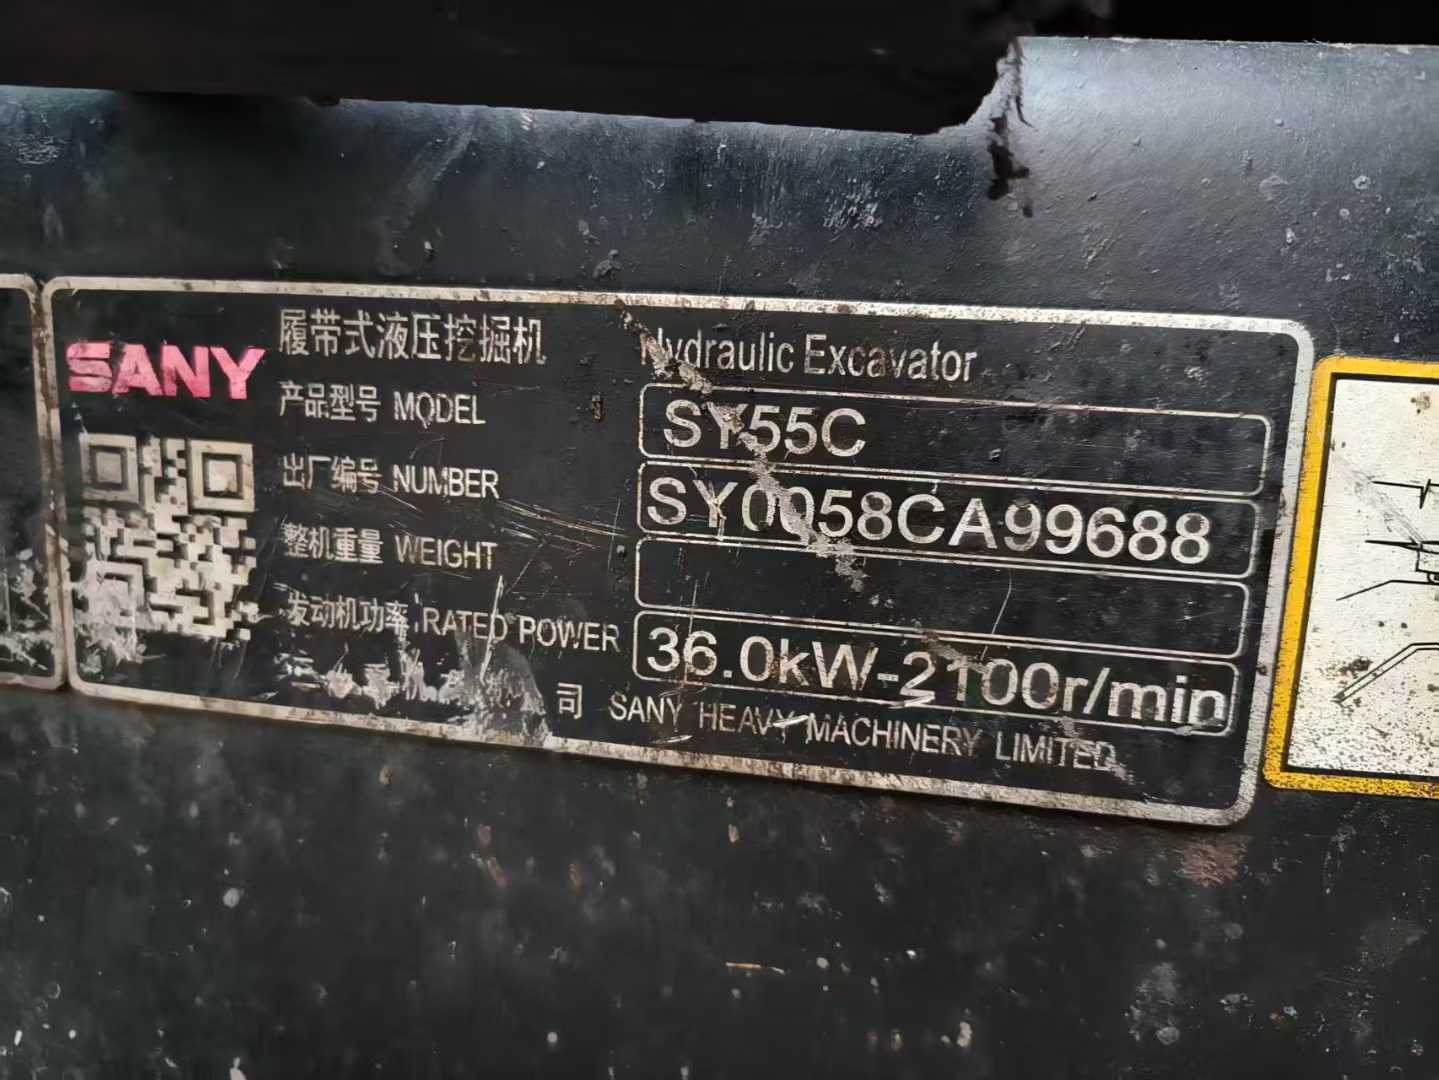 SANY
履带式液压挖掘机 Hydraulic Excavator
产品型号 MODEL SY55C
出厂编号 NUMBER SY0058CA99688
整机重量 WEIGHT
发动机功率 RATED POWER 36.0kW-2100r/min
司 SANY HEAVY MACHINERY LIMITED